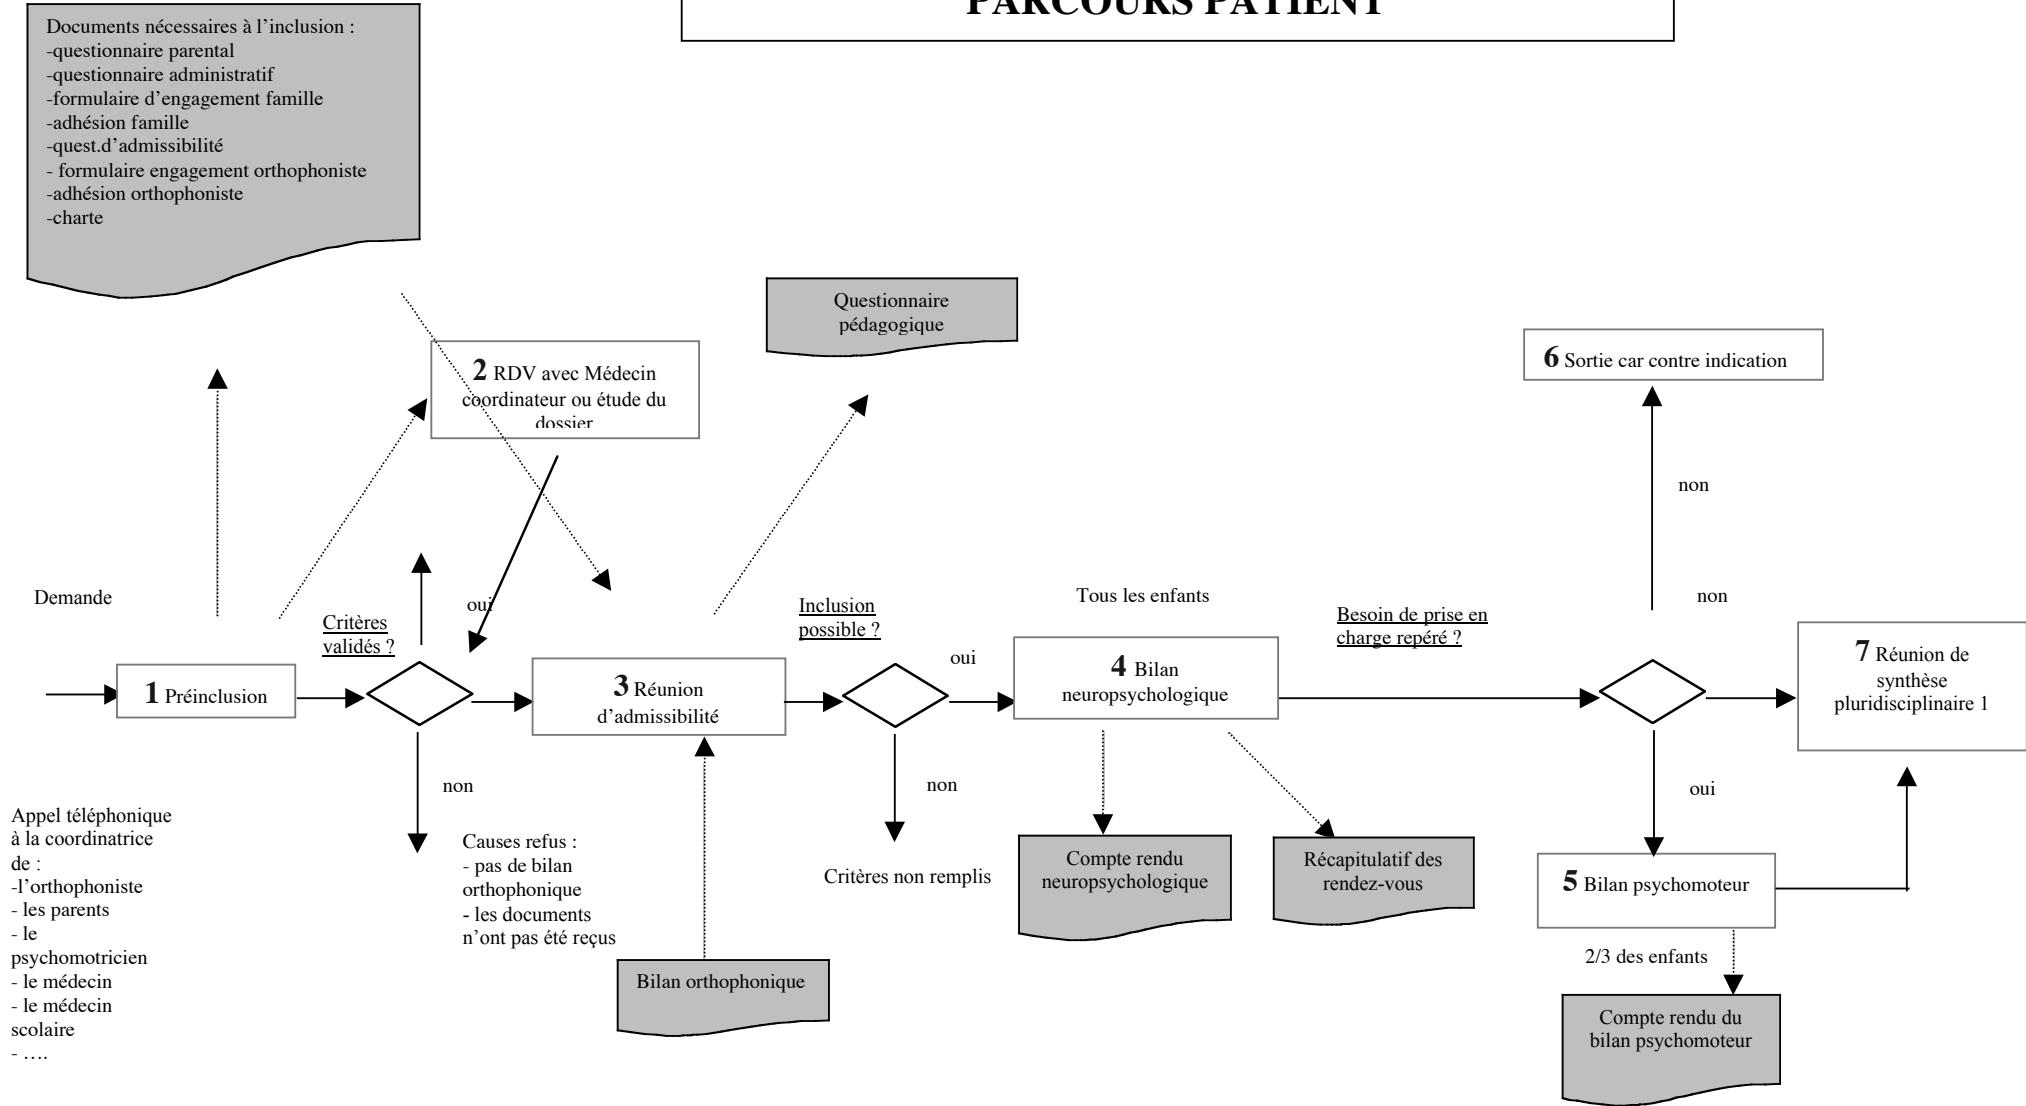 PARCOURS PATIENT
Documents nécessaires à l’inclusion :
-questionnaire parental
-questionnaire administratif
-formulaire d’engagement famille
-adhésion famille
-quest.d’admissibilité
- formulaire engagement orthophoniste
-adhésion orthophoniste
-charte
Questionnaire
pédagogique
2 RDV avec Médecin
coordinateur ou étude du
dossier
6 Sortie car contre indication
non
Demande
oui
Critères
validés ?
Inclusion
possible ?
Tous les enfants
Besoin de prise en
charge repéré ?
non
1 Préinclusion
3 Réunion
d’admissibilité
oui
4 Bilan
neuropsychologique
7 Réunion de
synthèse
pluridisciplinaire 1
non
non
oui
Appel téléphonique
à la coordinatrice
de :
-l’orthophoniste
- les parents
- le
psychomotricien
- le médecin
- le médecin
scolaire
- ….
Causes refus :
- pas de bilan
orthophonique
- les documents
n’ont pas été reçus
Critères non remplis
Compte rendu
neuropsychologique
Récapitulatif des
rendez-vous
5 Bilan psychomoteur
2/3 des enfants
Bilan orthophonique
Compte rendu du
bilan psychomoteur